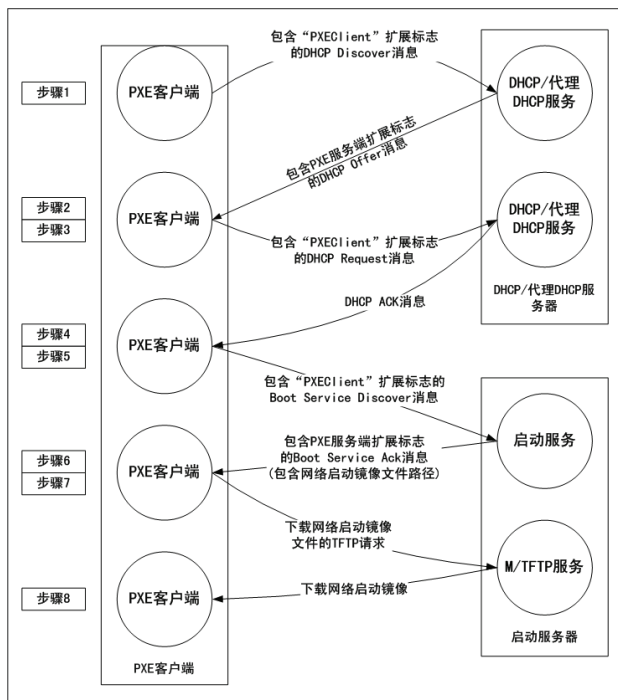 包含“PXEClient”扩展标志
的DHCP Discover消息
步骤1
PXE客户端
DHCP/代理
DHCP服务
包含PXE服务端扩展标志
的DHCP Offer消息
步骤2
步骤3
PXE客户端
DHCP/代理
DHCP服务
包含“PXEClient”扩展标志
的DHCP Request消息
DHCP/代理DHCP服
务器
DHCP ACK消息
步骤4
步骤5
PXE客户端
包含“PXEClient”扩展标志的
Boot Service Discover消息
启动服务
包含PXE服务端扩展标志
的Boot Service Ack消息
(包含网络启动镜像文件路径)
步骤6
步骤7
PXE客户端
下载网络启动镜像
文件的TFTP请求
M/TFTP服务
下载网络启动镜像
步骤8
PXE客户端
启动服务器
PXE客户端